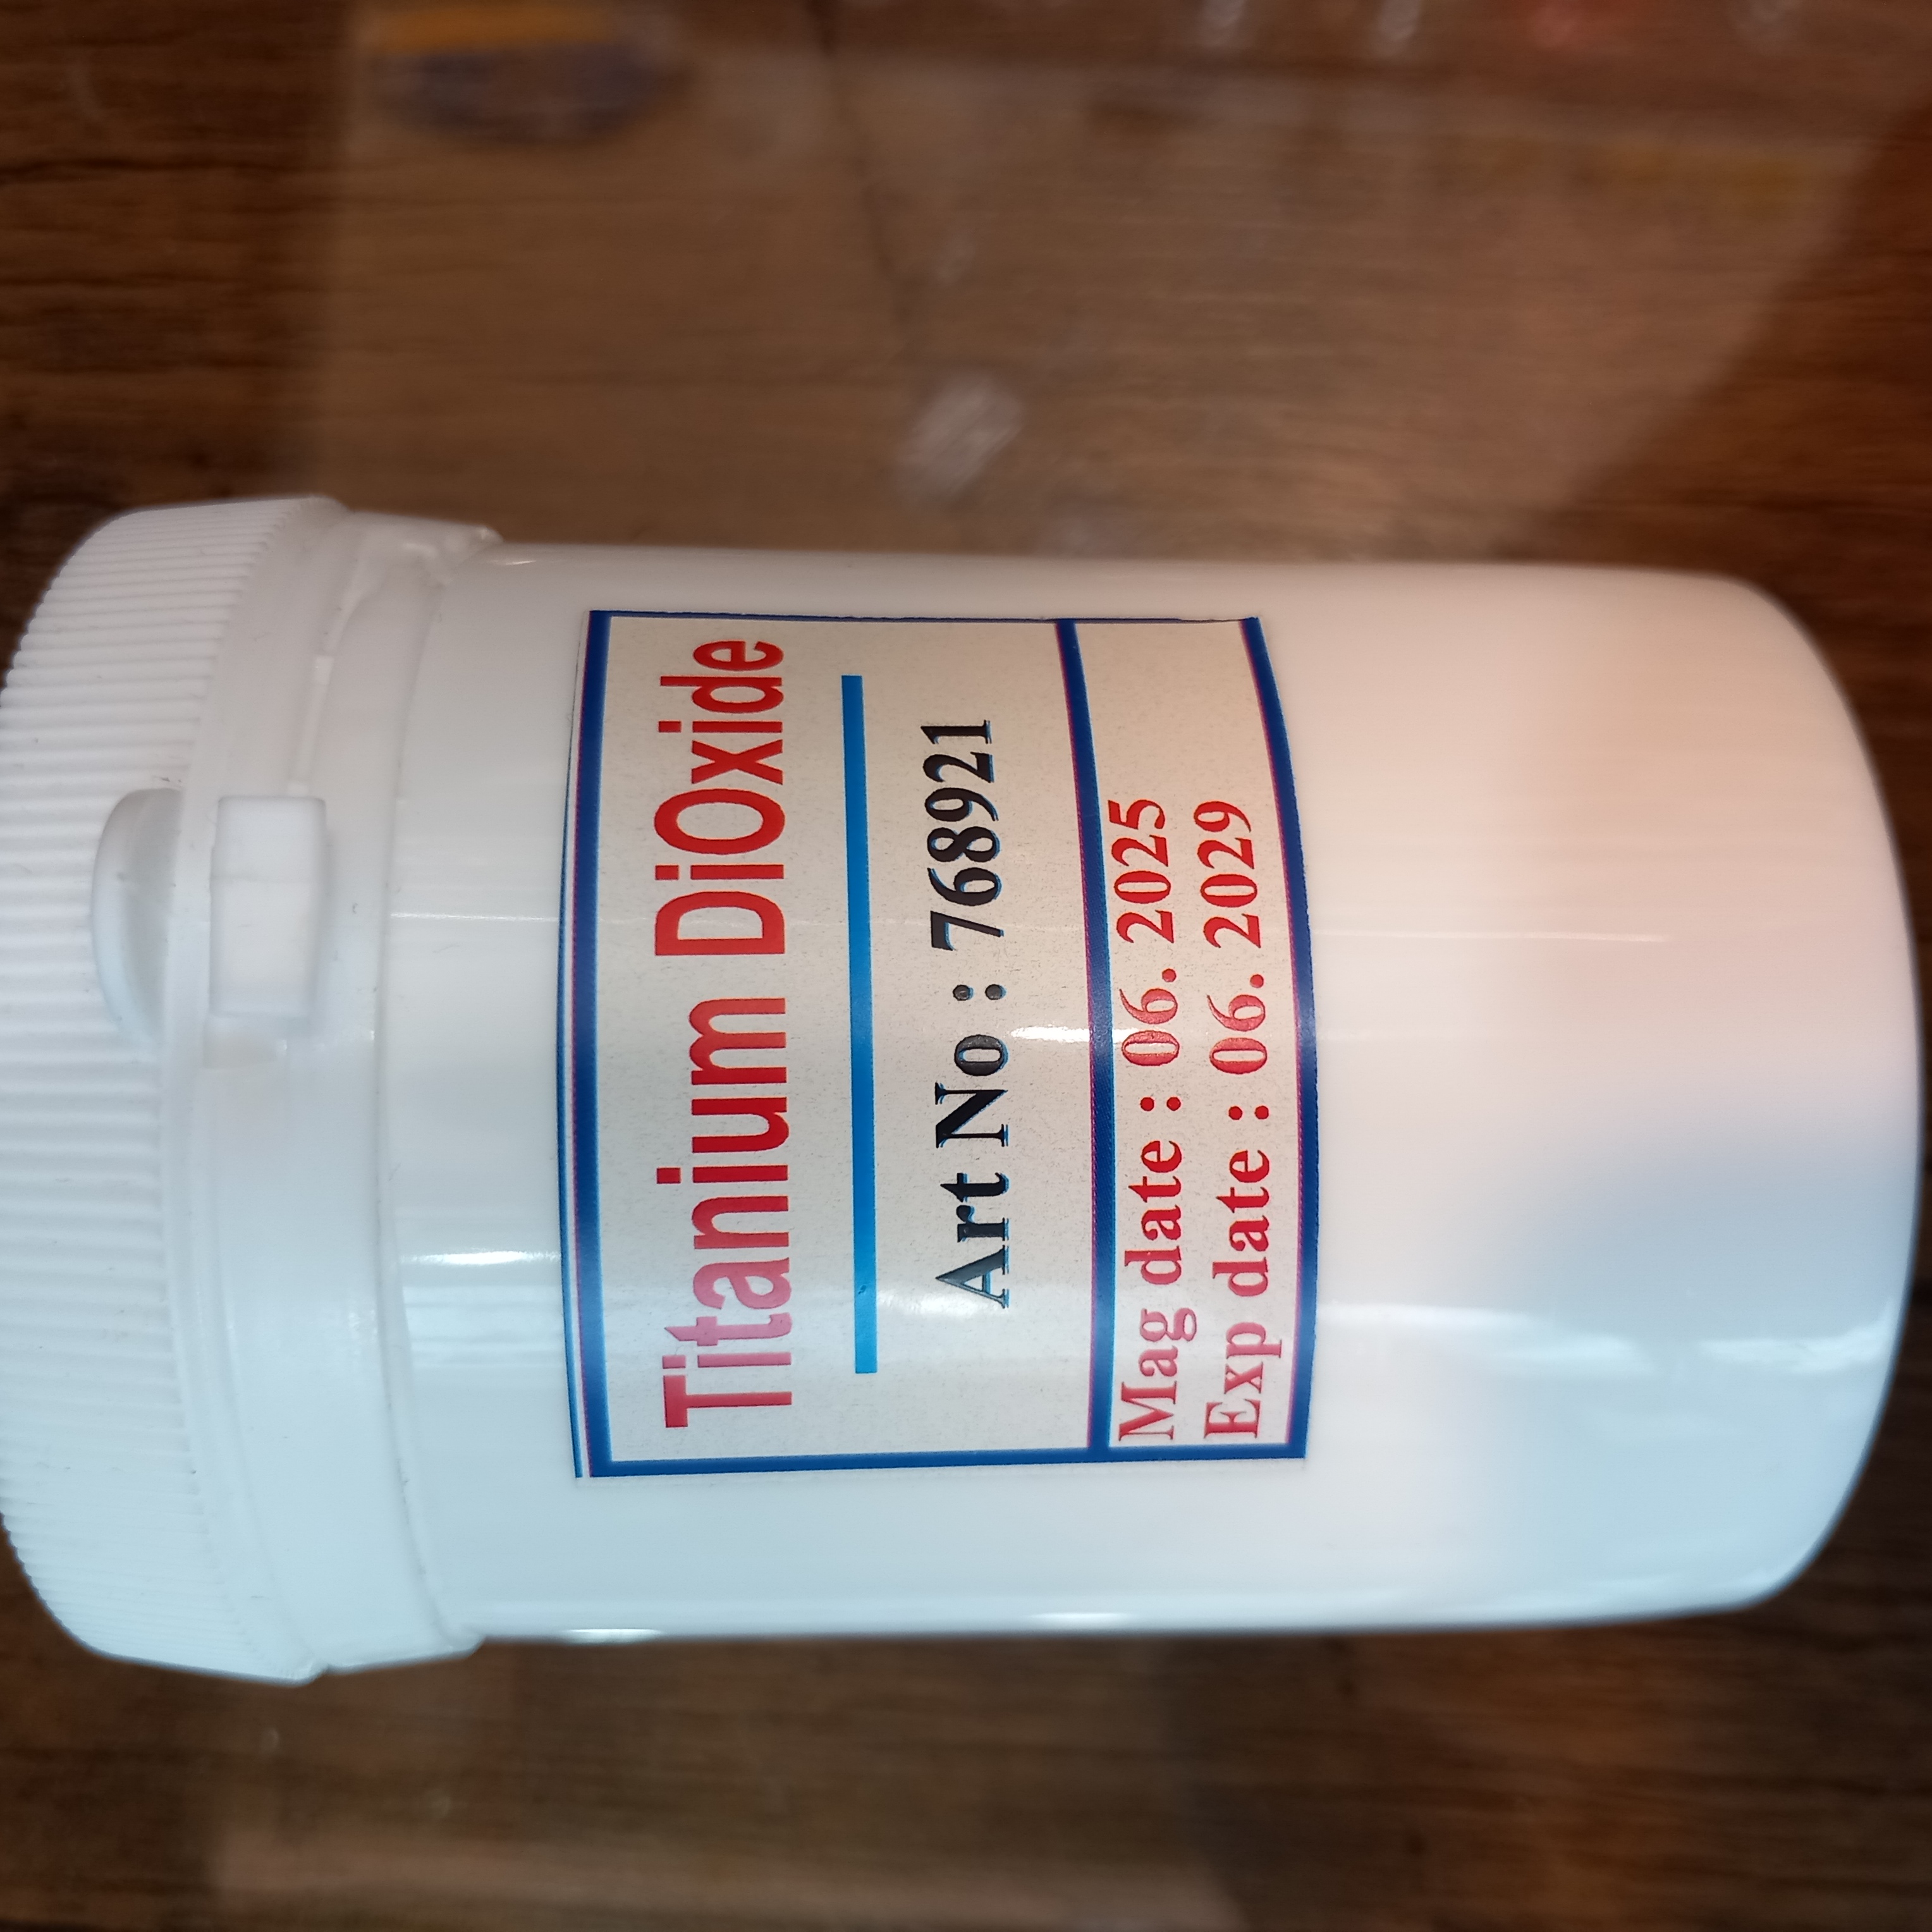 Titanium DiOxide
Art No : 768921
Mag date : 06. 2025
Exp date : 06. 2029